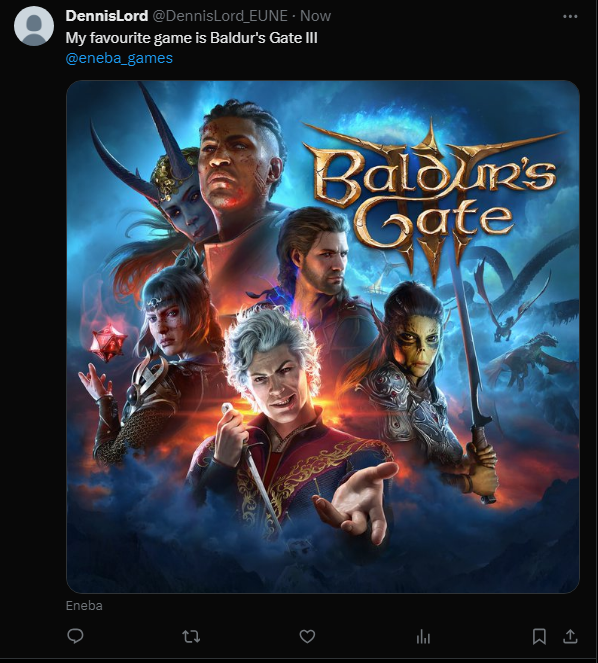 DennisLord @DennisLord_EUNE · Now
My favourite game is Baldur's Gate III
@eneba_games
Baldur's
Gate
III
Eneba